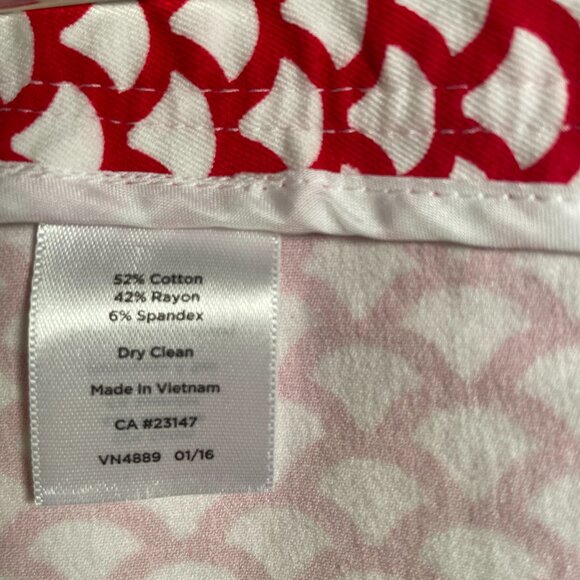 52% Cotton
42% Rayon
6% Spandex
Dry Clean
Made In Vietnam
CA #23147
VN4889 01/16